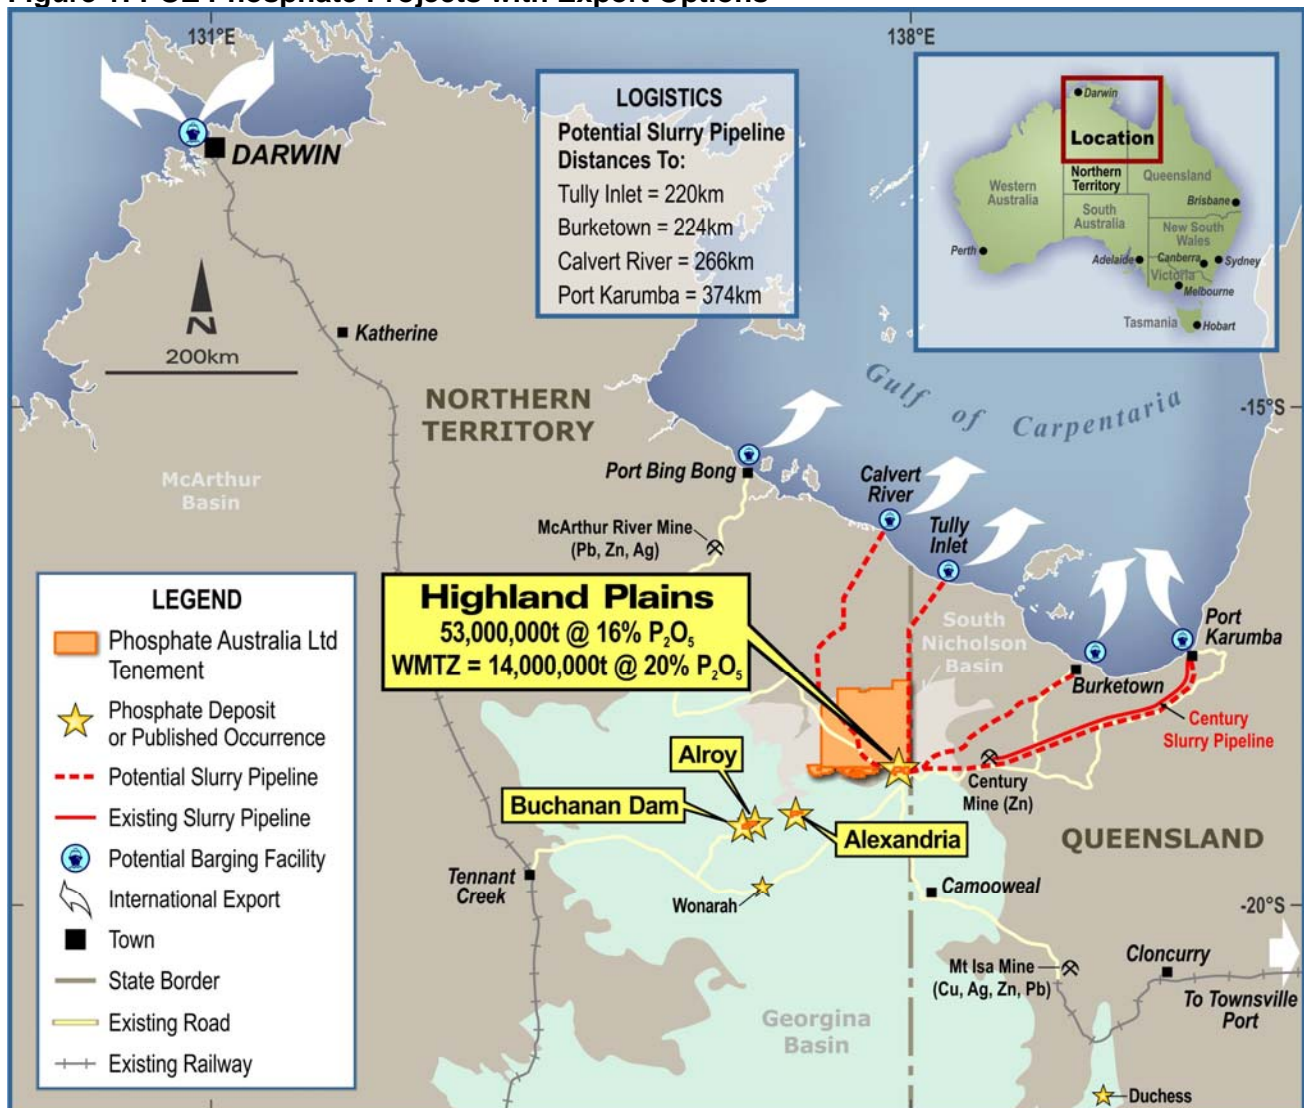 131°E
138°E
DARWIN
LOGISTICS
Potential Slurry Pipeline
Distances To:
Tully Inlet = 220km
Burketown = 224km
Calvert River = 266km
Port Karumba = 374km
Darwin
Location
Western
Australia
Northern
Territory
Queensland
South
Australia
Brisbane
New South
Wales
Perth
Adelaide
Canberra
Sydney
Victoria
Melbourne
Tasmania
Hobart
N
200km
Katherine
NORTHERN
TERRITORY
Gulf of Carpentaria
-15°S
McArthur
Basin
Port Bing Bong
Calvert
River
Tully
Inlet
McArthur River Mine
(Pb, Zn, Ag)
Highland Plains
53,000,000t @ 16% P₂O₅
WMTZ = 14,000,000t @ 20% P₂O₅
South
Nicholson
Basin
Port
Karumba
Burketown
Century
Slurry Pipeline
Century
Mine (Zn)
Alroy
Buchanan Dam
Alexandria
QUEENSLAND
Tennant
Creek
Wonarah
Camooweal
-20°S
Mt Isa Mine
(Cu, Ag, Zn, Pb)
Cloncurry
To Townsville
Port
Georgina
Basin
Duchess
LEGEND
Phosphate Australia Ltd
Tenement
Phosphate Deposit
or Published Occurrence
Potential Slurry Pipeline
Existing Slurry Pipeline
Potential Barging Facility
International Export
Town
State Border
Existing Road
Existing Railway